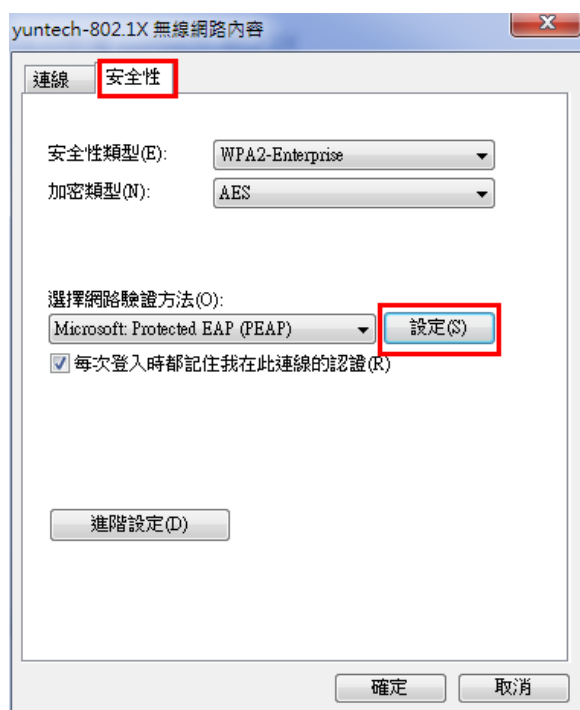 yuntech-802.1X 無線網路內容
連線 安全性
安全性類型(E): WPA2-Enterprise
加密類型(N): AES
選擇網路驗證方法(O):
Microsoft: Protected EAP (PEAP) 設定(S)
每次登入時都記住我在此連線的認證(R)
進階設定(D)
確定 取消